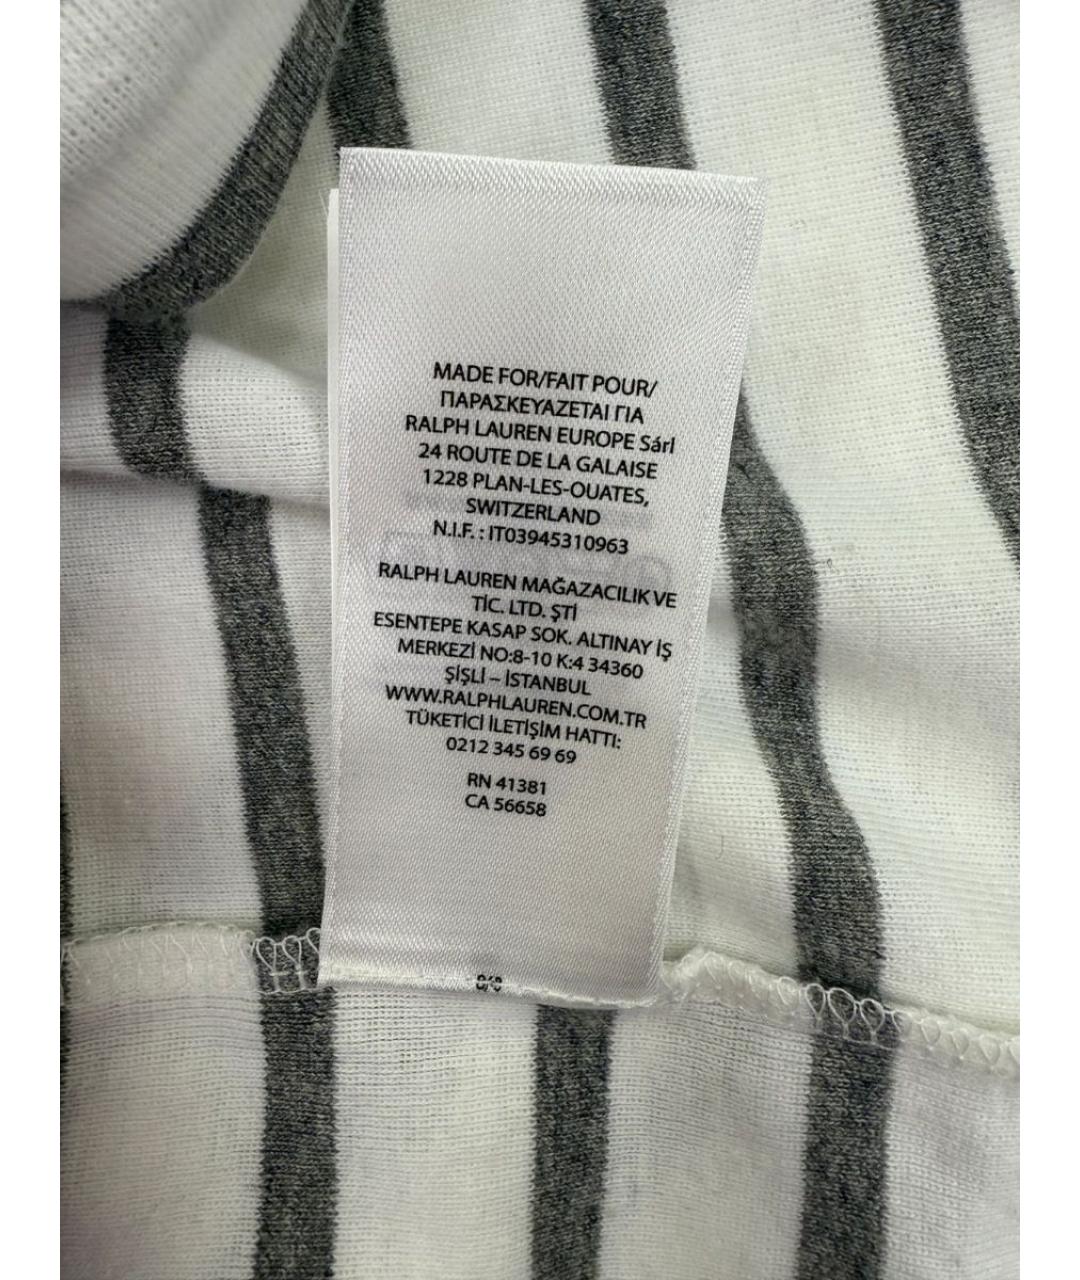 MADE FOR/FAIT POUR/
ΠΑΡΑΣΚΕΥΑΖΕΤΑΙ ΓΙΑ
RALPH LAUREN EUROPE Sárl
24 ROUTE DE LA GALAISE
1228 PLAN-LES-OUATES,
SWITZERLAND
N.I.F. : IT03945310963
RALPH LAUREN MAĞAZACILIK VE
TİC. LTD. ŞTİ
ESENTEPE KASAP SOK. ALTINAY İŞ
MERKEZİ NO:8-10 K:4 34360
ŞİŞLİ – İSTANBUL
WWW.RALPHLAUREN.COM.TR
TÜKETİCİ İLETİŞİM HATTI:
0212 345 69 69
RN 41381
CA 56658